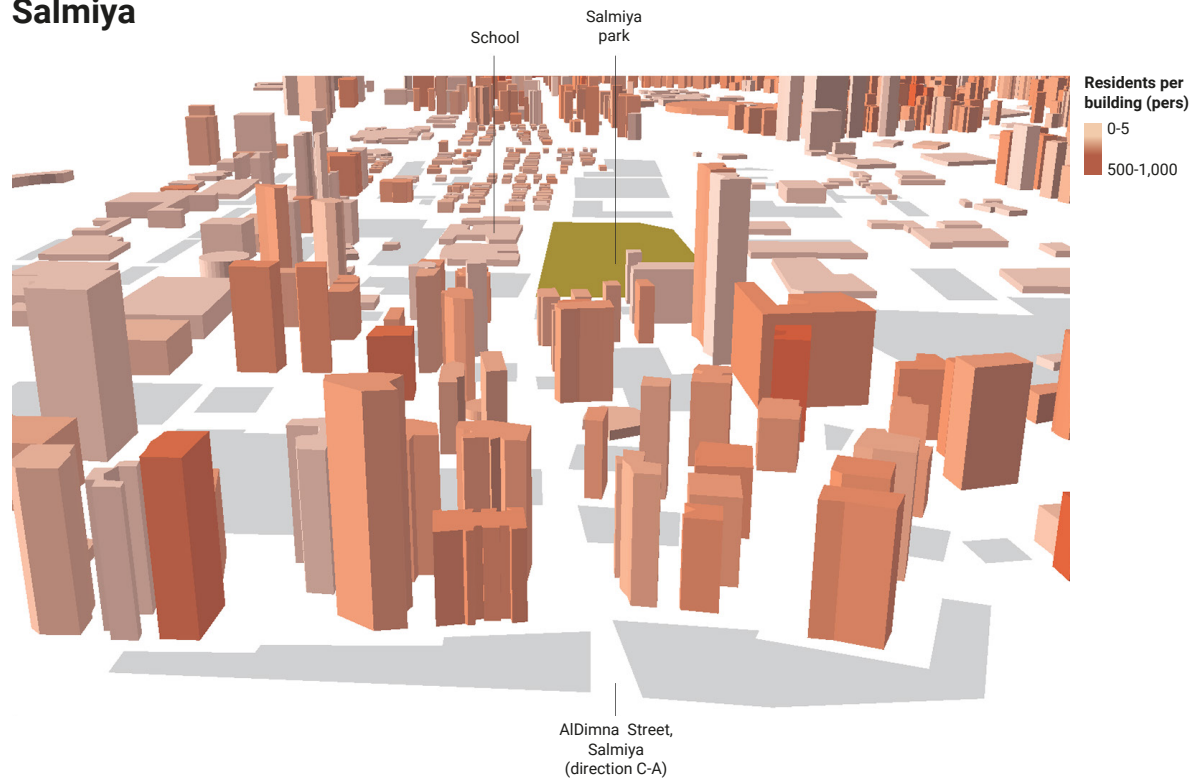 Salmiya
School
Salmiya
park
Residents per
building (pers)
0-5
500-1,000
AlDimna Street,
Salmiya
(direction C-A)